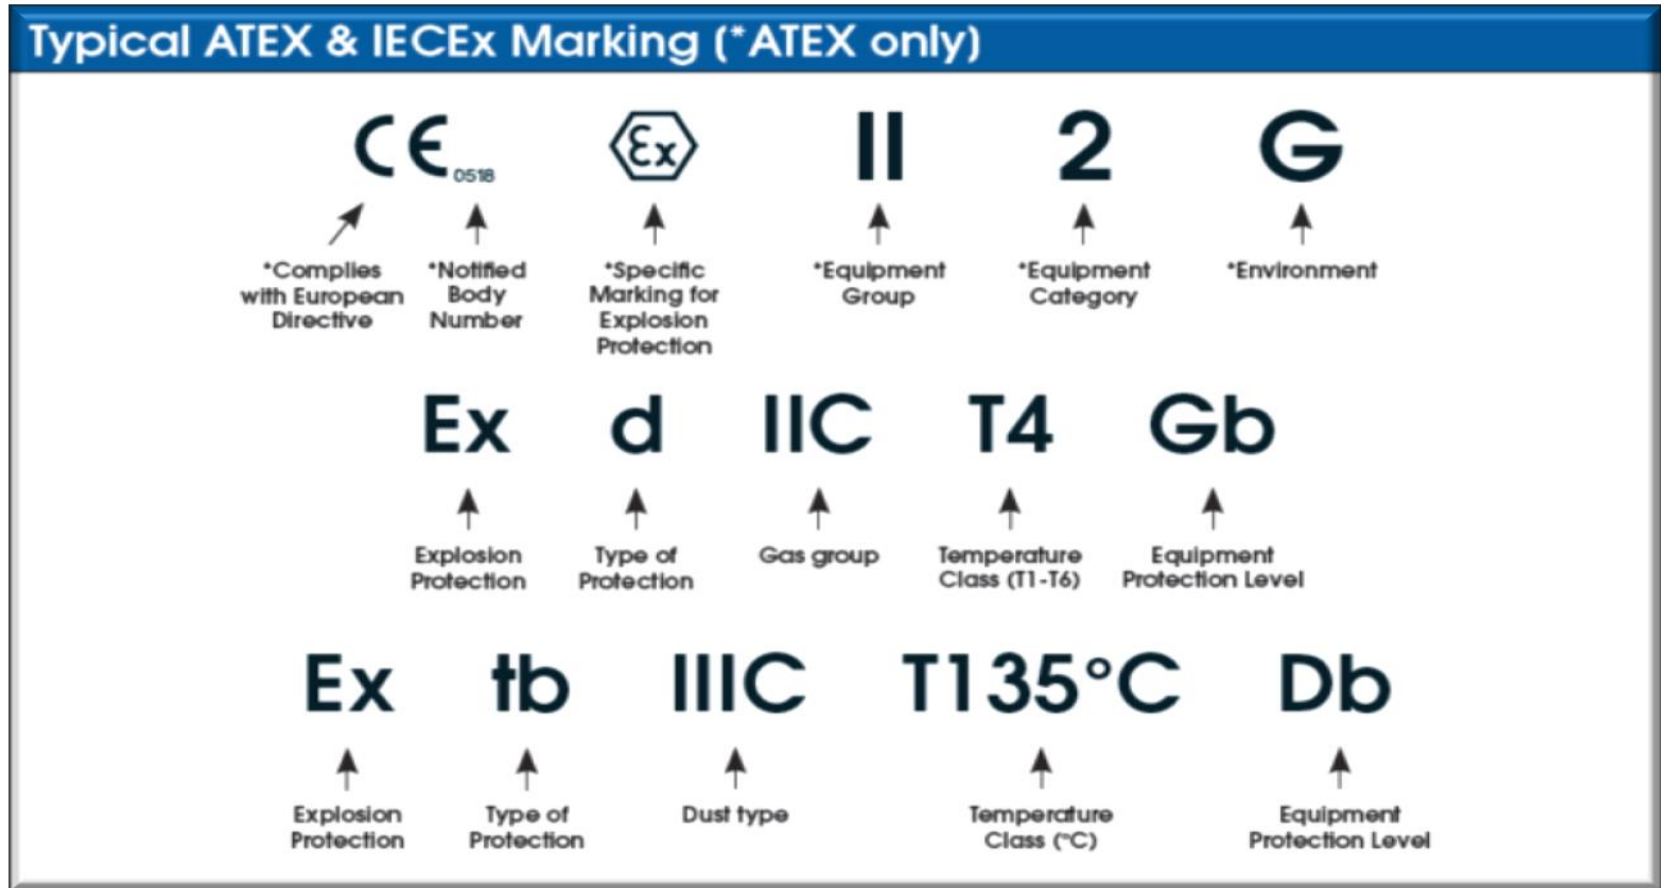 Typical ATEX & IECEx Marking (*ATEX only)
CE 0518 Ex II 2 G
*Complies with European Directive
*Notified Body Number
*Specific Marking for Explosion Protection
*Equipment Group
*Equipment Category
*Environment
Ex d IIC T4 Gb
Explosion Protection
Type of Protection
Gas group
Temperature Class (T1-T6)
Equipment Protection Level
Ex tb IIIC T135°C Db
Explosion Protection
Type of Protection
Dust type
Temperature Class (°C)
Equipment Protection Level